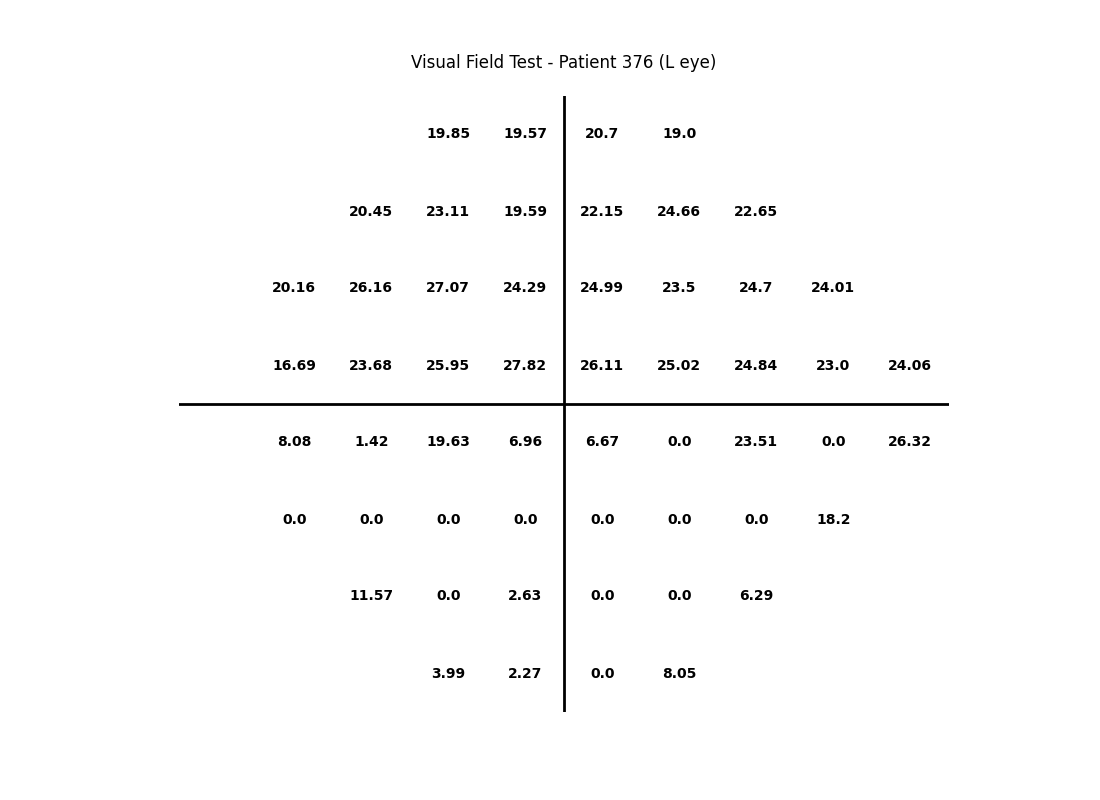 Visual Field Test - Patient 376 (L eye)
19.85 19.57 20.7 19.0
20.45 23.11 19.59 22.15 24.66 22.65
20.16 26.16 27.07 24.29 24.99 23.5 24.7 24.01
16.69 23.68 25.95 27.82 26.11 25.02 24.84 23.0 24.06
8.08 1.42 19.63 6.96 6.67 0.0 23.51 0.0 26.32
0.0 0.0 0.0 0.0 0.0 0.0 0.0 18.2
11.57 0.0 2.63 0.0 0.0 6.29
3.99 2.27 0.0 8.05